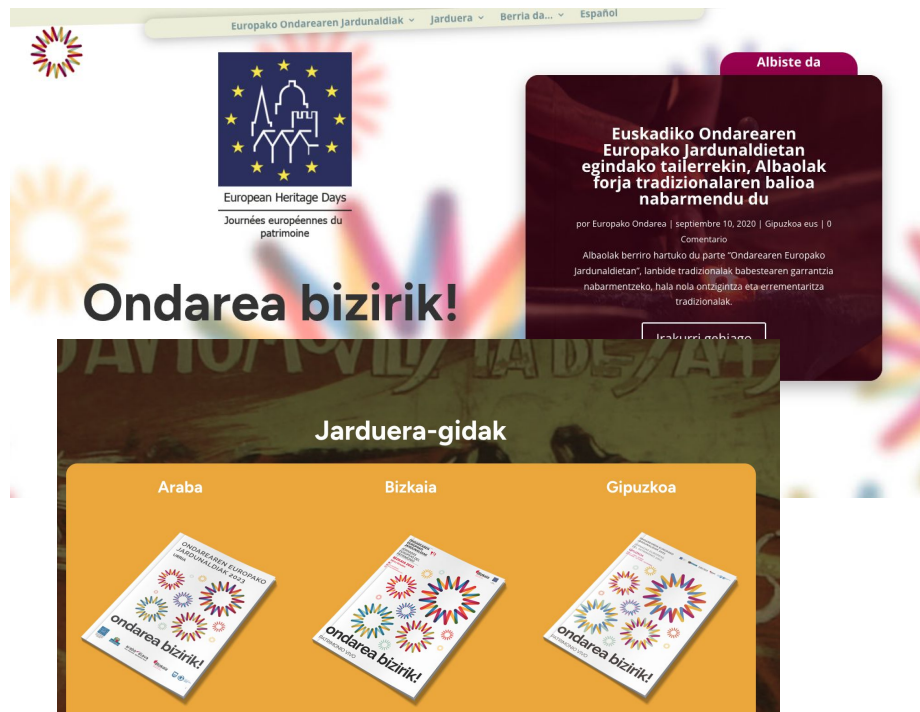 Europako Ondarearen Jardunaldiak
Jarduera
Berria da...
Español
European Heritage Days
Journées européennes du
patrimoine
Ondarea bizirik!
Albiste da
Euskadiko Ondarearen
Europako Jardunaldietan
egindako tailerrekin, Albaolak
forja tradizionalaren balioa
nabarmendu du
por Europako Ondarea | septiembre 10, 2020 | Gipuzkoa eus | 0
Comentario
Albaolak berriro hartuko du parte “Ondarearen Europako
Jardunaldietan”, lanbide tradizionalak babestearen garrantzia
nabarmentzeko, hala nola ontzigintza eta errementaritza
tradizionalak.
Irakurri gehiago
Jarduera-gidak
Araba
Bizkaia
Gipuzkoa
ONDAREAREN EUROPAKO
JARDUNALDIAK 2023
URRIA
ondarea bizirik!
ondarea bizirik!
PATRIMONIO VIVO
ondarea bizirik!
PATRIMONIO VIVO